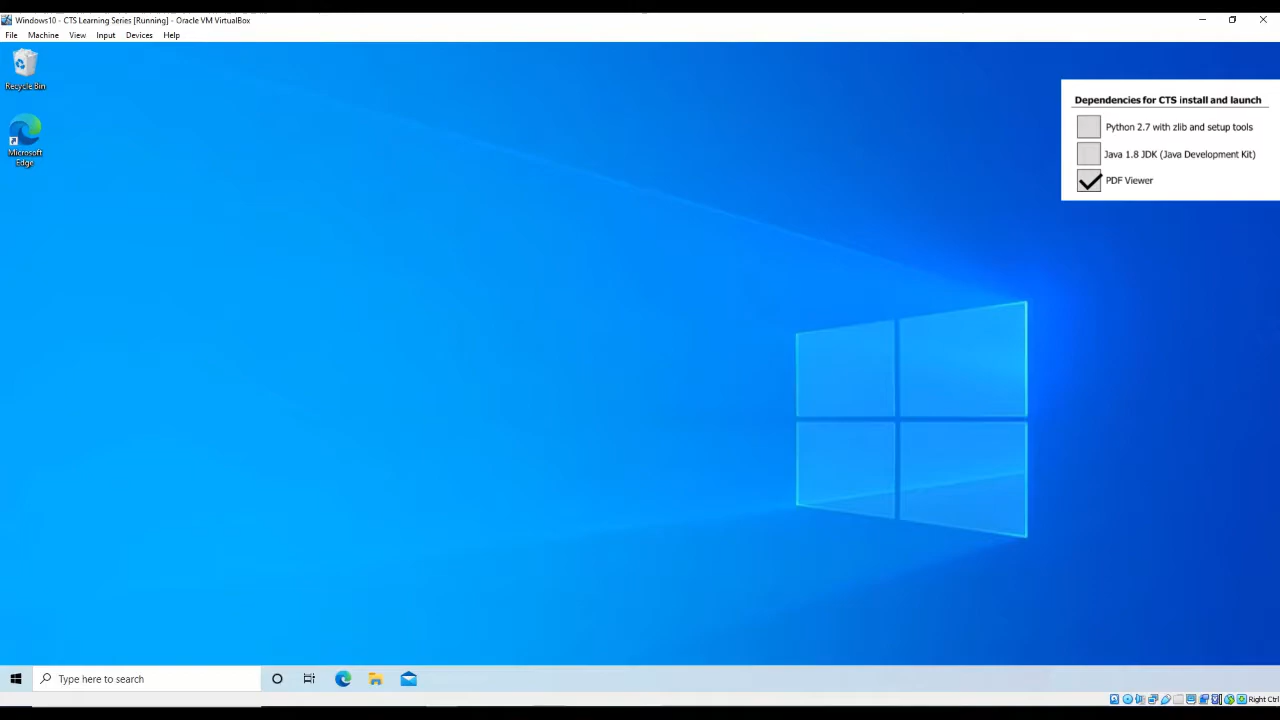 Windows10 - CTS Learning Series [Running] - Oracle VM VirtualBox
File Machine View Input Devices Help
Recycle Bin
Microsoft
Edge
Dependencies for CTS install and launch
Python 2.7 with zlib and setup tools
Java 1.8 JDK (Java Development Kit)
PDF Viewer
Type here to search
Right Ctrl